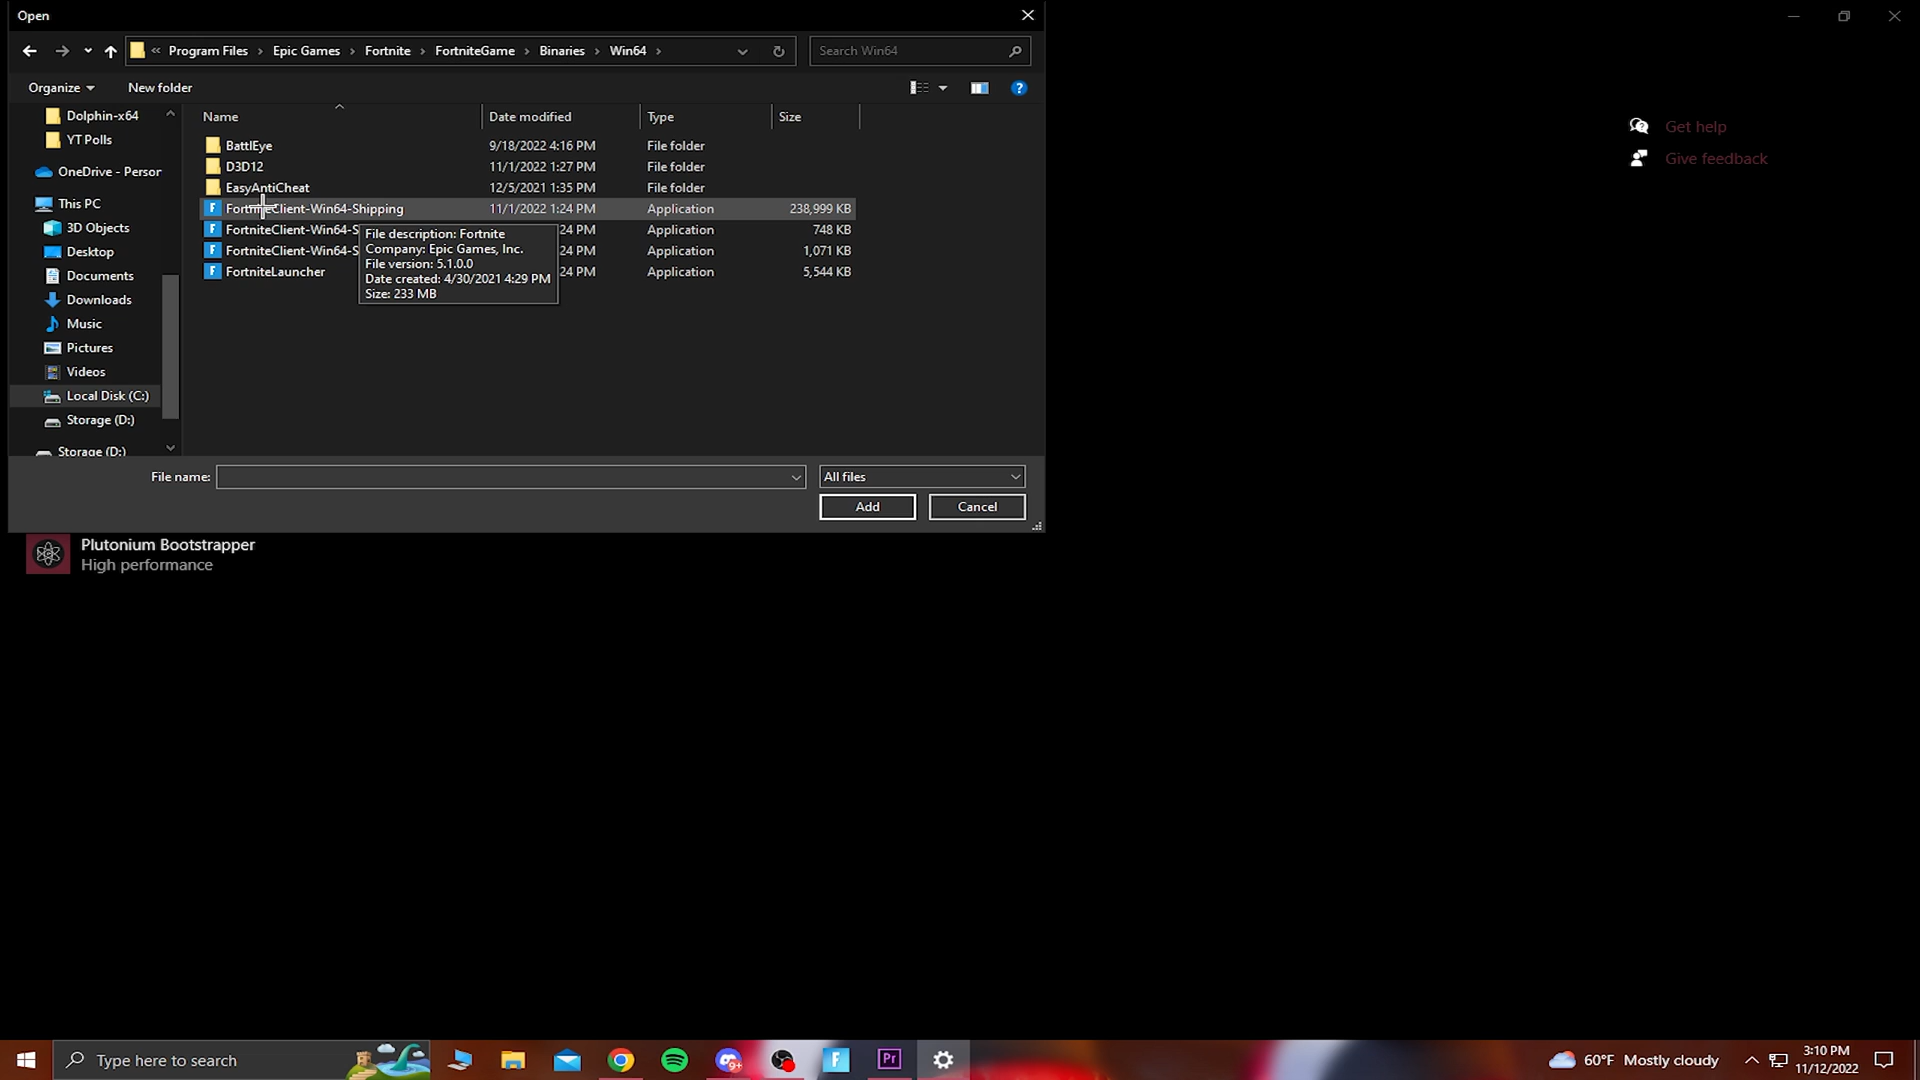 Open
« Program Files > Epic Games > Fortnite > FortniteGame > Binaries > Win64 >
Search Win64
Organize
New folder
Name
Date modified
Type
Size
Dolphin-x64
YT Polls
OneDrive - Person
This PC
3D Objects
Desktop
Documents
Downloads
Music
Pictures
Videos
Local Disk (C:)
Storage (D:)
Storage (D:)
BattlEye 9/18/2022 4:16 PM File folder
D3D12 11/1/2022 1:27 PM File folder
EasyAntiCheat 12/5/2021 1:35 PM File folder
FortniteClient-Win64-Shipping 11/1/2022 1:24 PM Application 238,999 KB
FortniteClient-Win64-S 24 PM Application 748 KB
FortniteClient-Win64-S 24 PM Application 1,071 KB
FortniteLauncher 24 PM Application 5,544 KB
File description: Fortnite
Company: Epic Games, Inc.
File version: 5.1.0.0
Date created: 4/30/2021 4:29 PM
Size: 233 MB
File name:
All files
Add
Cancel
Plutonium Bootstrapper
High performance
Get help
Give feedback
Type here to search
9+
F
Pr
60°F Mostly cloudy
3:10 PM
11/12/2022